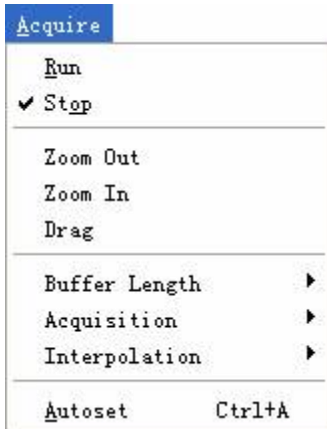 Acquire
Run
Stop
Zoom Out
Zoom In
Drag
Buffer Length
Acquisition
Interpolation
Autoset Ctrl+A